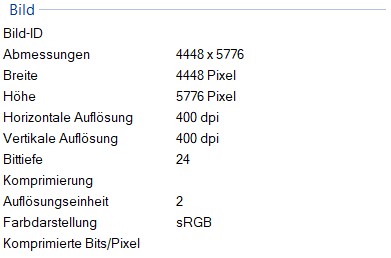 Bild
Bild-ID
Abmessungen 4448 x 5776
Breite 4448 Pixel
Höhe 5776 Pixel
Horizontale Auflösung 400 dpi
Vertikale Auflösung 400 dpi
Bittiefe 24
Komprimierung
Auflösungseinheit 2
Farbdarstellung sRGB
Komprimierte Bits/Pixel